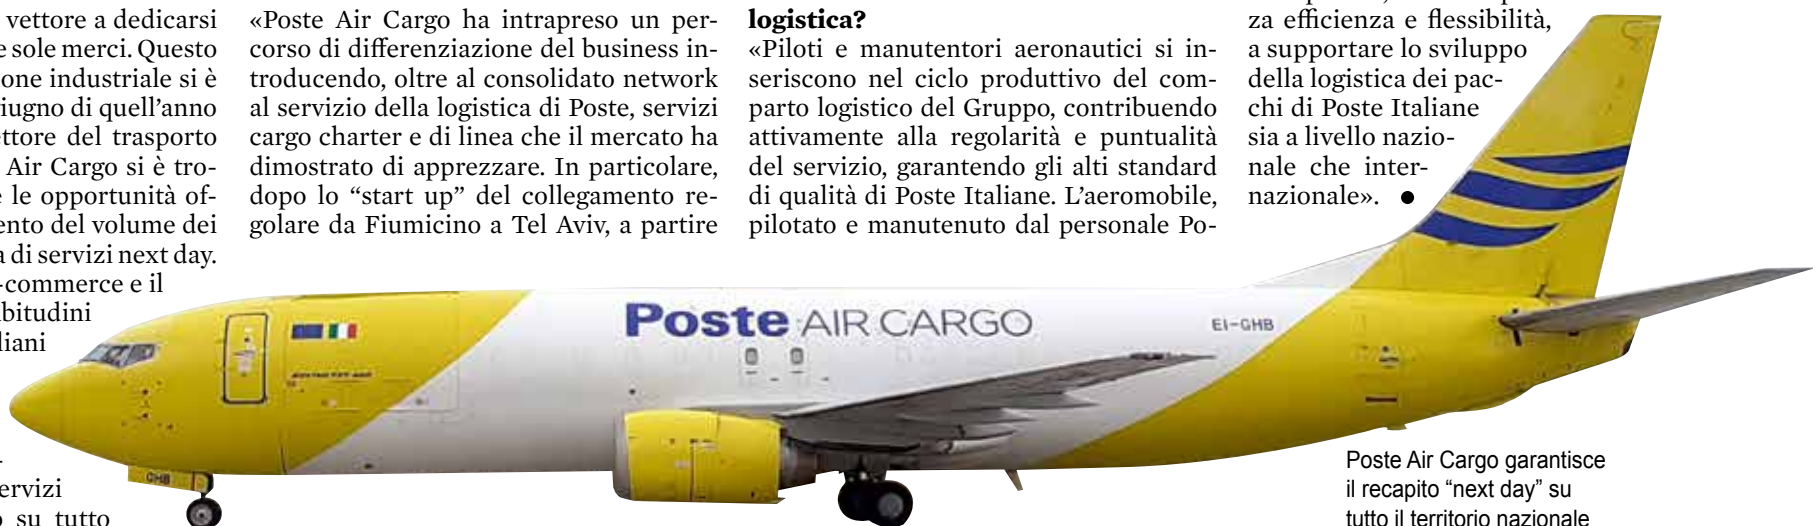 vettore a dedicarsi
sole merci. Questo
one industriale si è
iugno di quell'anno
ttore del trasporto
Air Cargo si è tro-
e le opportunità of-
ento del volume dei
a di servizi next day.
-commerce e il
bitudini
liani
ervizi
su tutto
«Poste Air Cargo ha intrapreso un per-
corso di differenziazione del business in-
troducendo, oltre al consolidato network
al servizio della logistica di Poste, servizi
cargo charter e di linea che il mercato ha
dimostrato di apprezzare. In particolare,
dopo lo “start up” del collegamento re-
golare da Fiumicino a Tel Aviv, a partire
logistica?
«Piloti e manutentori aeronautici si in-
seriscono nel ciclo produttivo del com-
parto logistico del Gruppo, contribuendo
attivamente alla regolarità e puntualità
del servizio, garantendo gli alti standard
di qualità di Poste Italiane. L’aeromobile,
pilotato e manutenuto dal personale Po-
za efficienza e flessibilità,
a supportare lo sviluppo
della logistica dei pac-
chi di Poste Italiane
sia a livello nazio-
nale che inter-
nazionale». ●
Poste AIR CARGO
EI-GHB
GHB
Poste Air Cargo garantisce
il recapito “next day” su
tutto il territorio nazionale